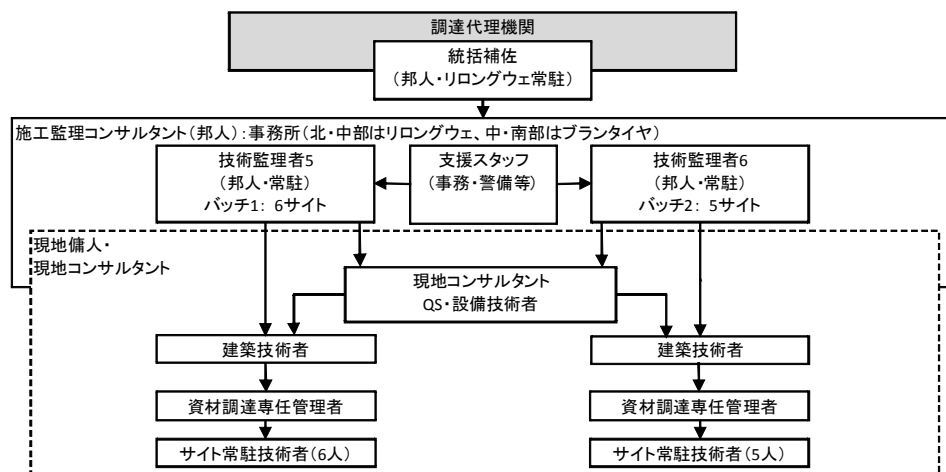 調達代理機関
統括補佐
(邦人・リロングウェ常駐)
施工監理コンサルタント(邦人):事務所(北・中部はリロングウェ、中・南部はブランタイヤ)
技術監理者5
(邦人・常駐)
バッチ1: 6サイト
支援スタッフ
(事務・警備等)
技術監理者6
(邦人・常駐)
バッチ2: 5サイト
現地傭人・
現地コンサルタント
現地コンサルタント
QS・設備技術者
建築技術者
建築技術者
資材調達専任管理者
資材調達専任管理者
サイト常駐技術者(6人)
サイト常駐技術者(5人)